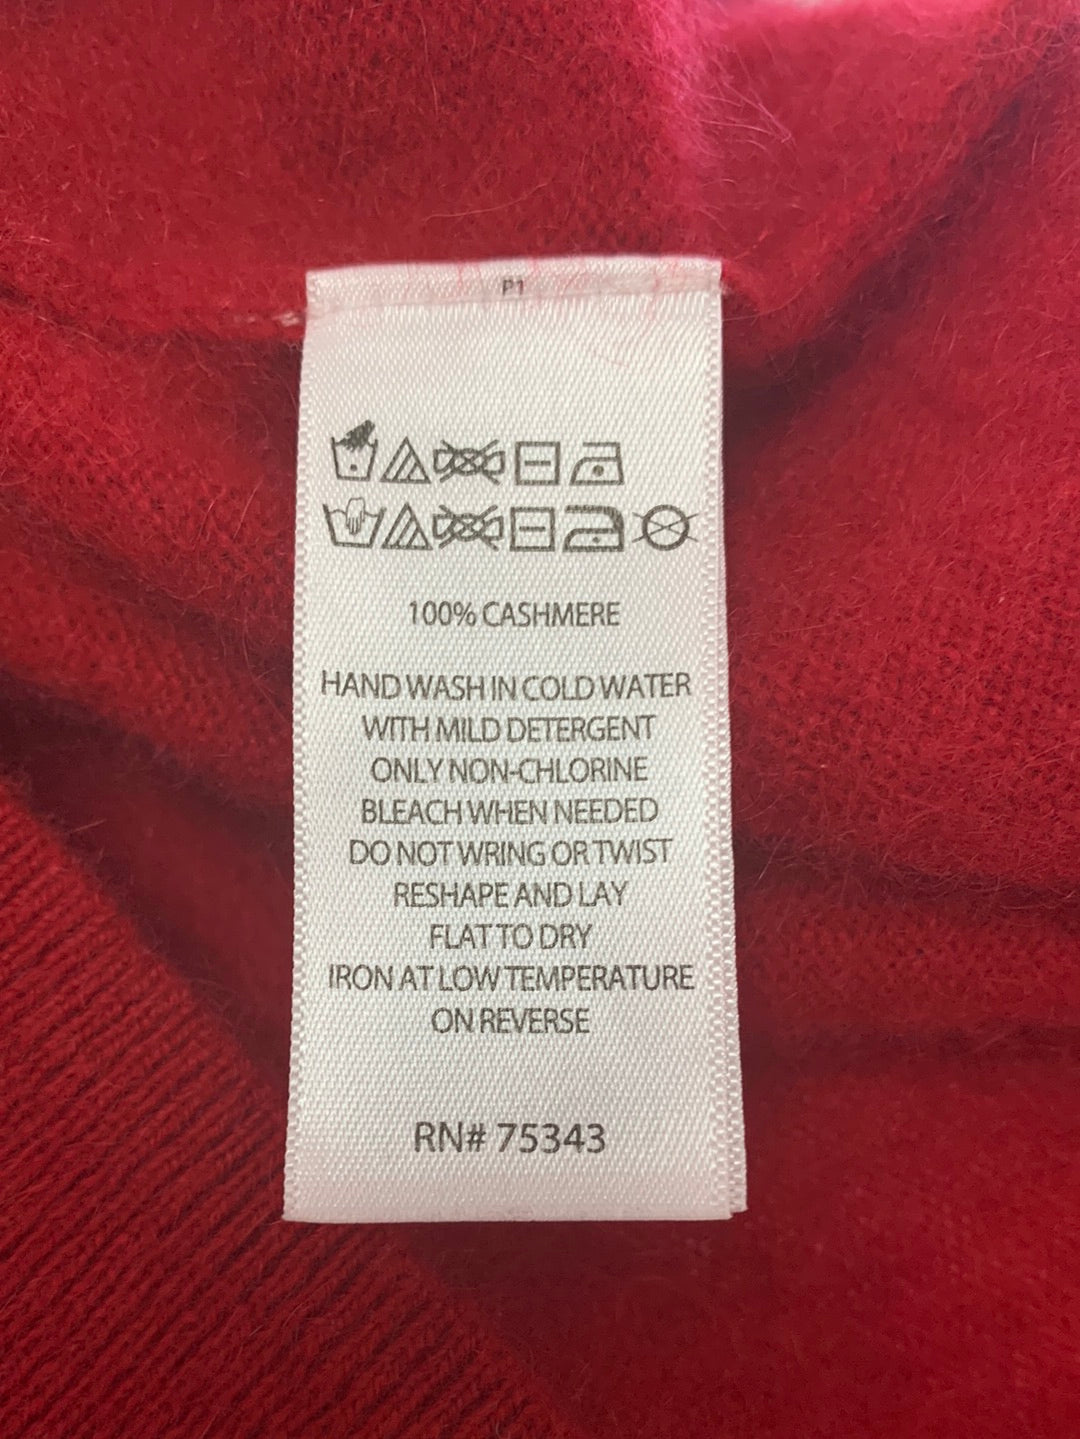 P1
100% CASHMERE
HAND WASH IN COLD WATER
WITH MILD DETERGENT
ONLY NON-CHLORINE
BLEACH WHEN NEEDED
DO NOT WRING OR TWIST
RESHAPE AND LAY
FLAT TO DRY
IRON AT LOW TEMPERATURE
ON REVERSE
RN# 75343